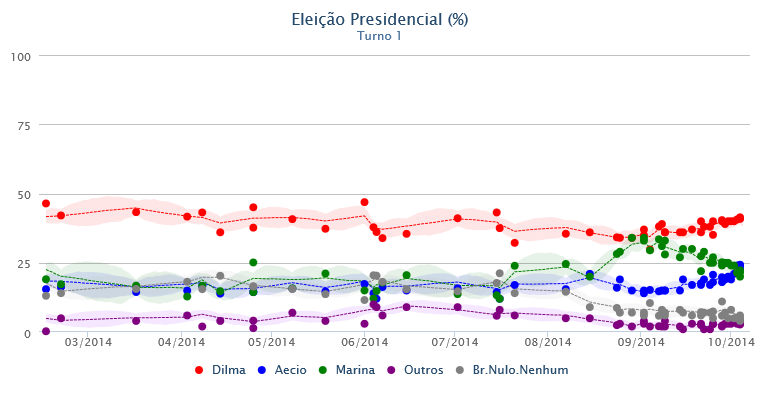 Eleição Presidencial (%)
Turno 1
100
75
50
25
0
03/2014 04/2014 05/2014 06/2014 07/2014 08/2014 09/2014 10/2014
Dilma Aecio Marina Outros Br.Nulo.Nenhum